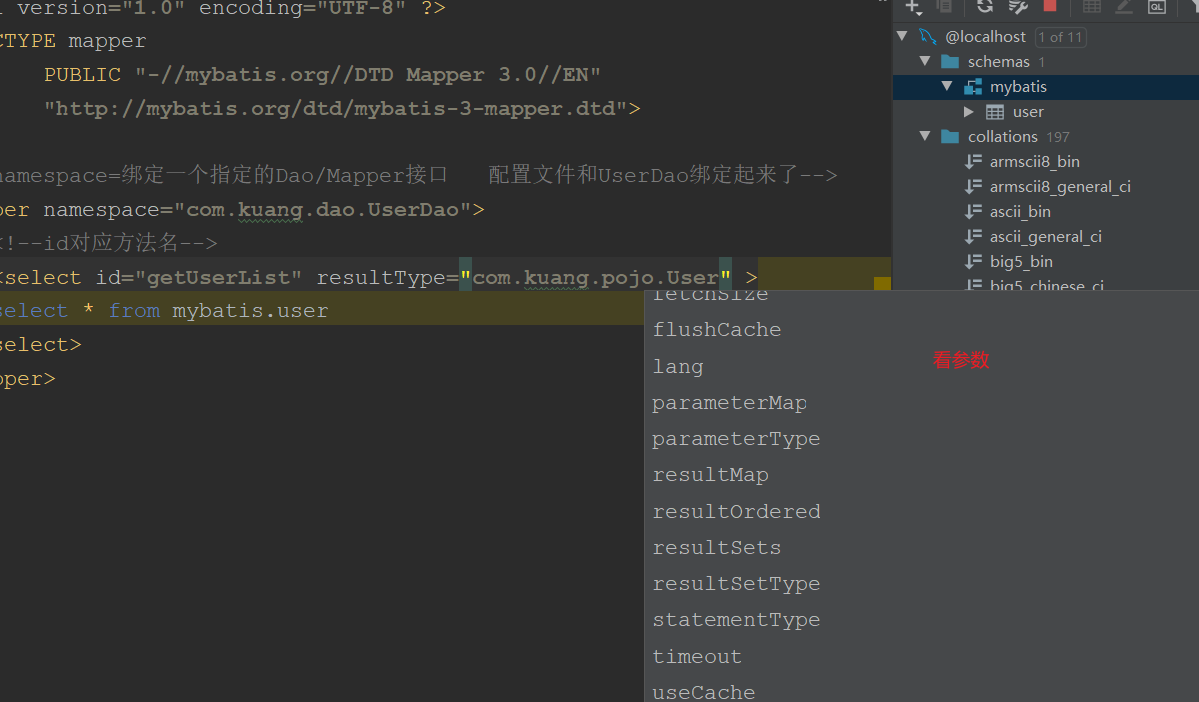 version="1.0" encoding="UTF-8" ?>
CTYPE mapper
PUBLIC "-//mybatis.org//DTD Mapper 3.0//EN"
"http://mybatis.org/dtd/mybatis-3-mapper.dtd">
namespace=绑定一个指定的Dao/Mapper接口 配置文件和UserDao绑定起来了-->
per namespace="com.kuang.dao.UserDao">
<!--id对应方法名-->
<select id="getUserList" resultType="com.kuang.pojo.User" >
select * from mybatis.user
select>
pper>
fetchSize
flushCache
lang
parameterMap
parameterType
resultMap
resultOrdered
resultSets
resultSetType
statementType
timeout
useCache
看参数
QL
@localhost 1 of 11
schemas 1
mybatis
user
collations 197
armscii8_bin
armscii8_general_ci
ascii_bin
ascii_general_ci
big5_bin
big5_chinese_ci